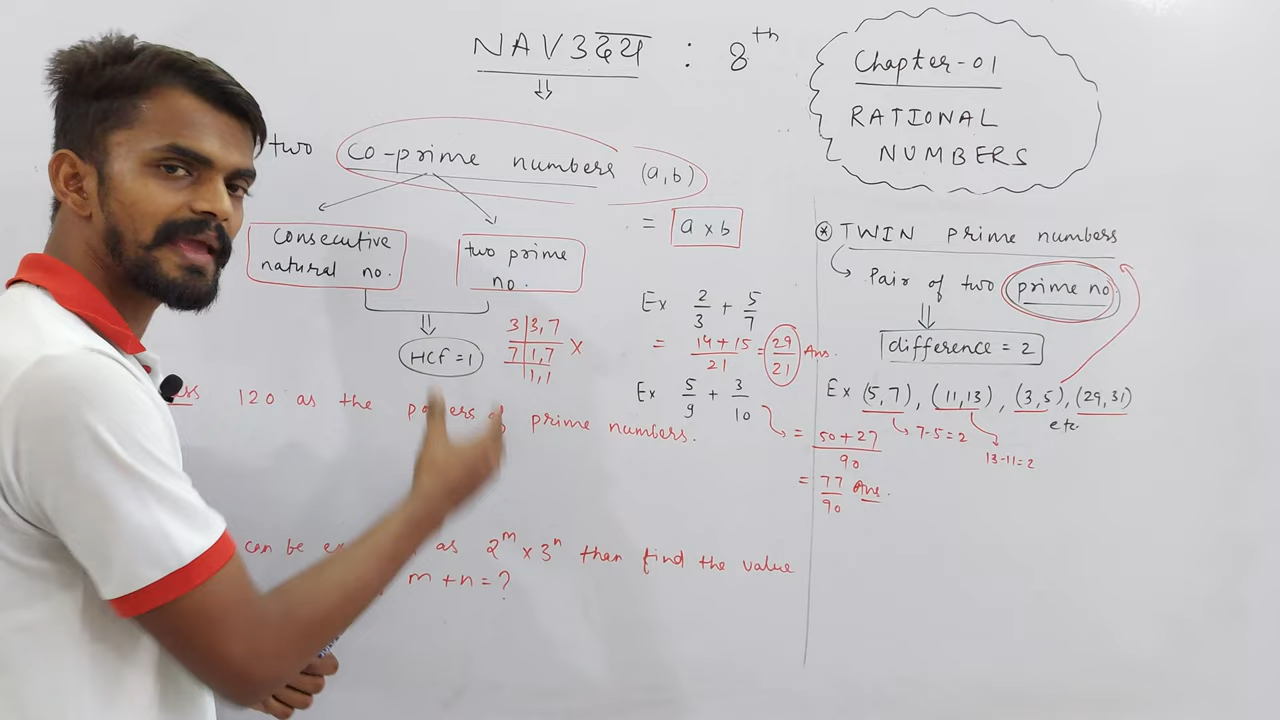 NAV3दय : 8th
Chapter-01
RATIONAL
NUMBERS
two co-prime numbers (a,b)
= a x b
consecutive
natural no.
two prime
no.
HCF = 1
3 | 3, 7
7 | 1, 7
1, 1
X
Ex 2/3 + 5/7
= 14+15/21 = 29/21 Ans.
Ex 5/9 + 3/10
= 50+27/90
= 77/90 Ans.
120 as the of prime numbers.
can be as 2^m x 3^n then find the value
m + n = ?
* TWIN prime numbers
Pair of two prime no
difference = 2
Ex (5,7), (11,13), (3,5), (29,31)
etc
7-5=2
13-11=2